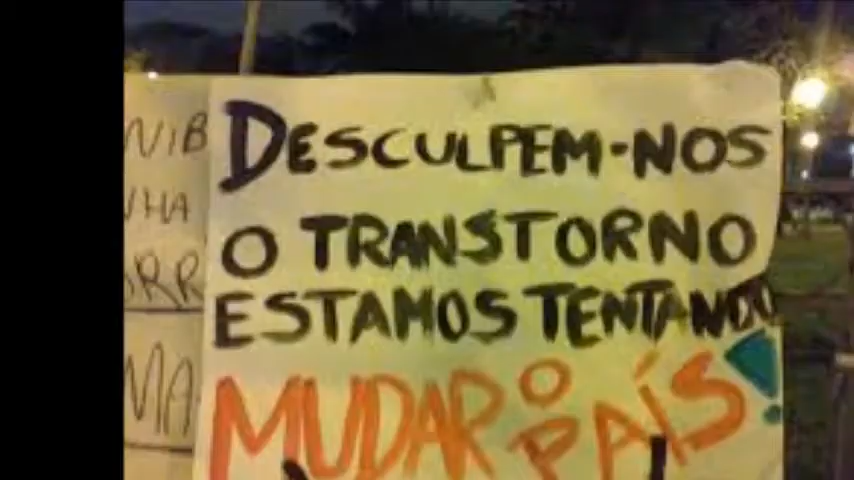 DESCULPEM-NOS
O TRANSTORNO
ESTAMOS TENTANDO
MUDAR O PAÍS!